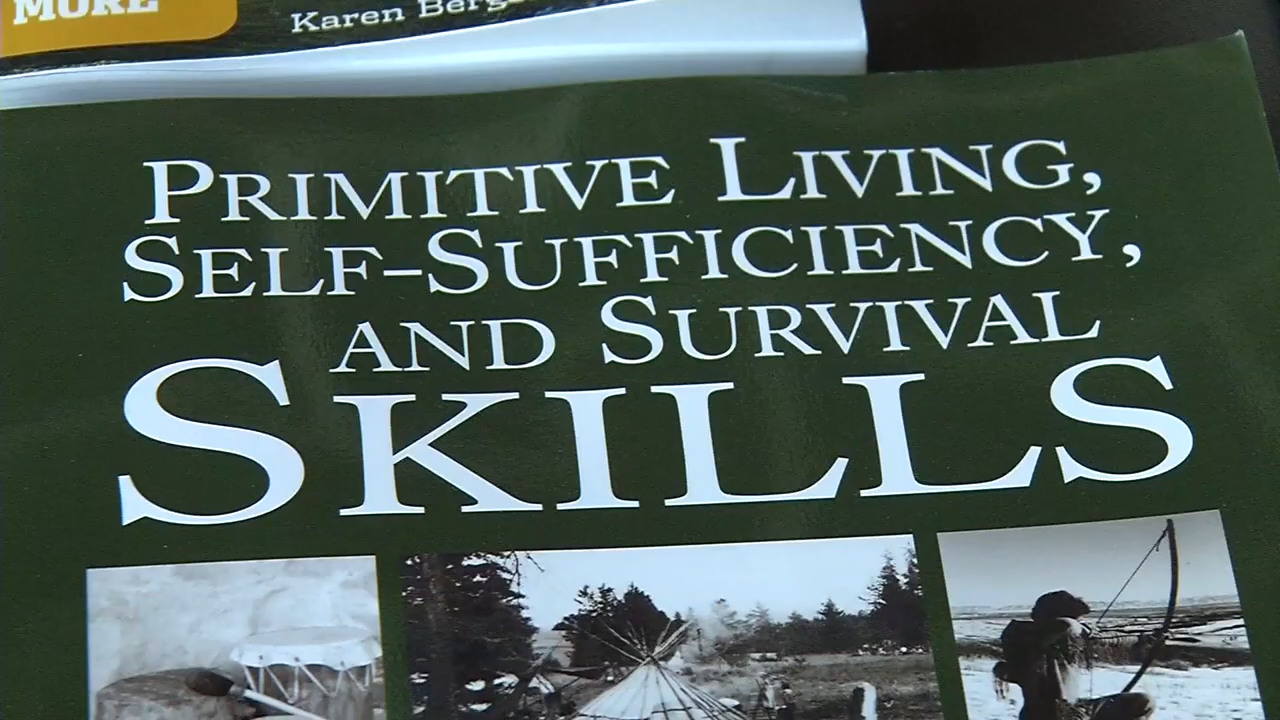 MORE
Karen
PRIMITIVE LIVING,
SELF-SUFFICIENCY,
AND SURVIVAL
SKILLS